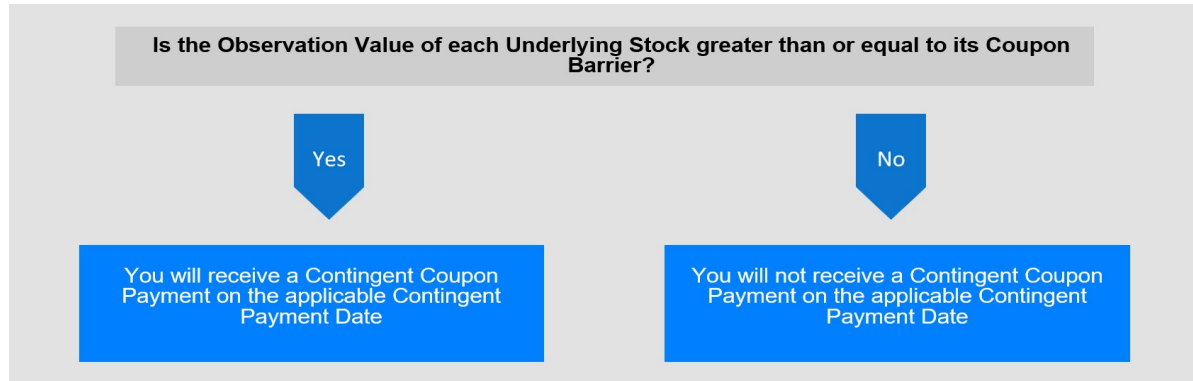 Is the Observation Value of each Underlying Stock greater than or equal to its Coupon
Barrier?
Yes
No
You will receive a Contingent Coupon
Payment on the applicable Contingent
Payment Date
You will not receive a Contingent Coupon
Payment on the applicable Contingent
Payment Date